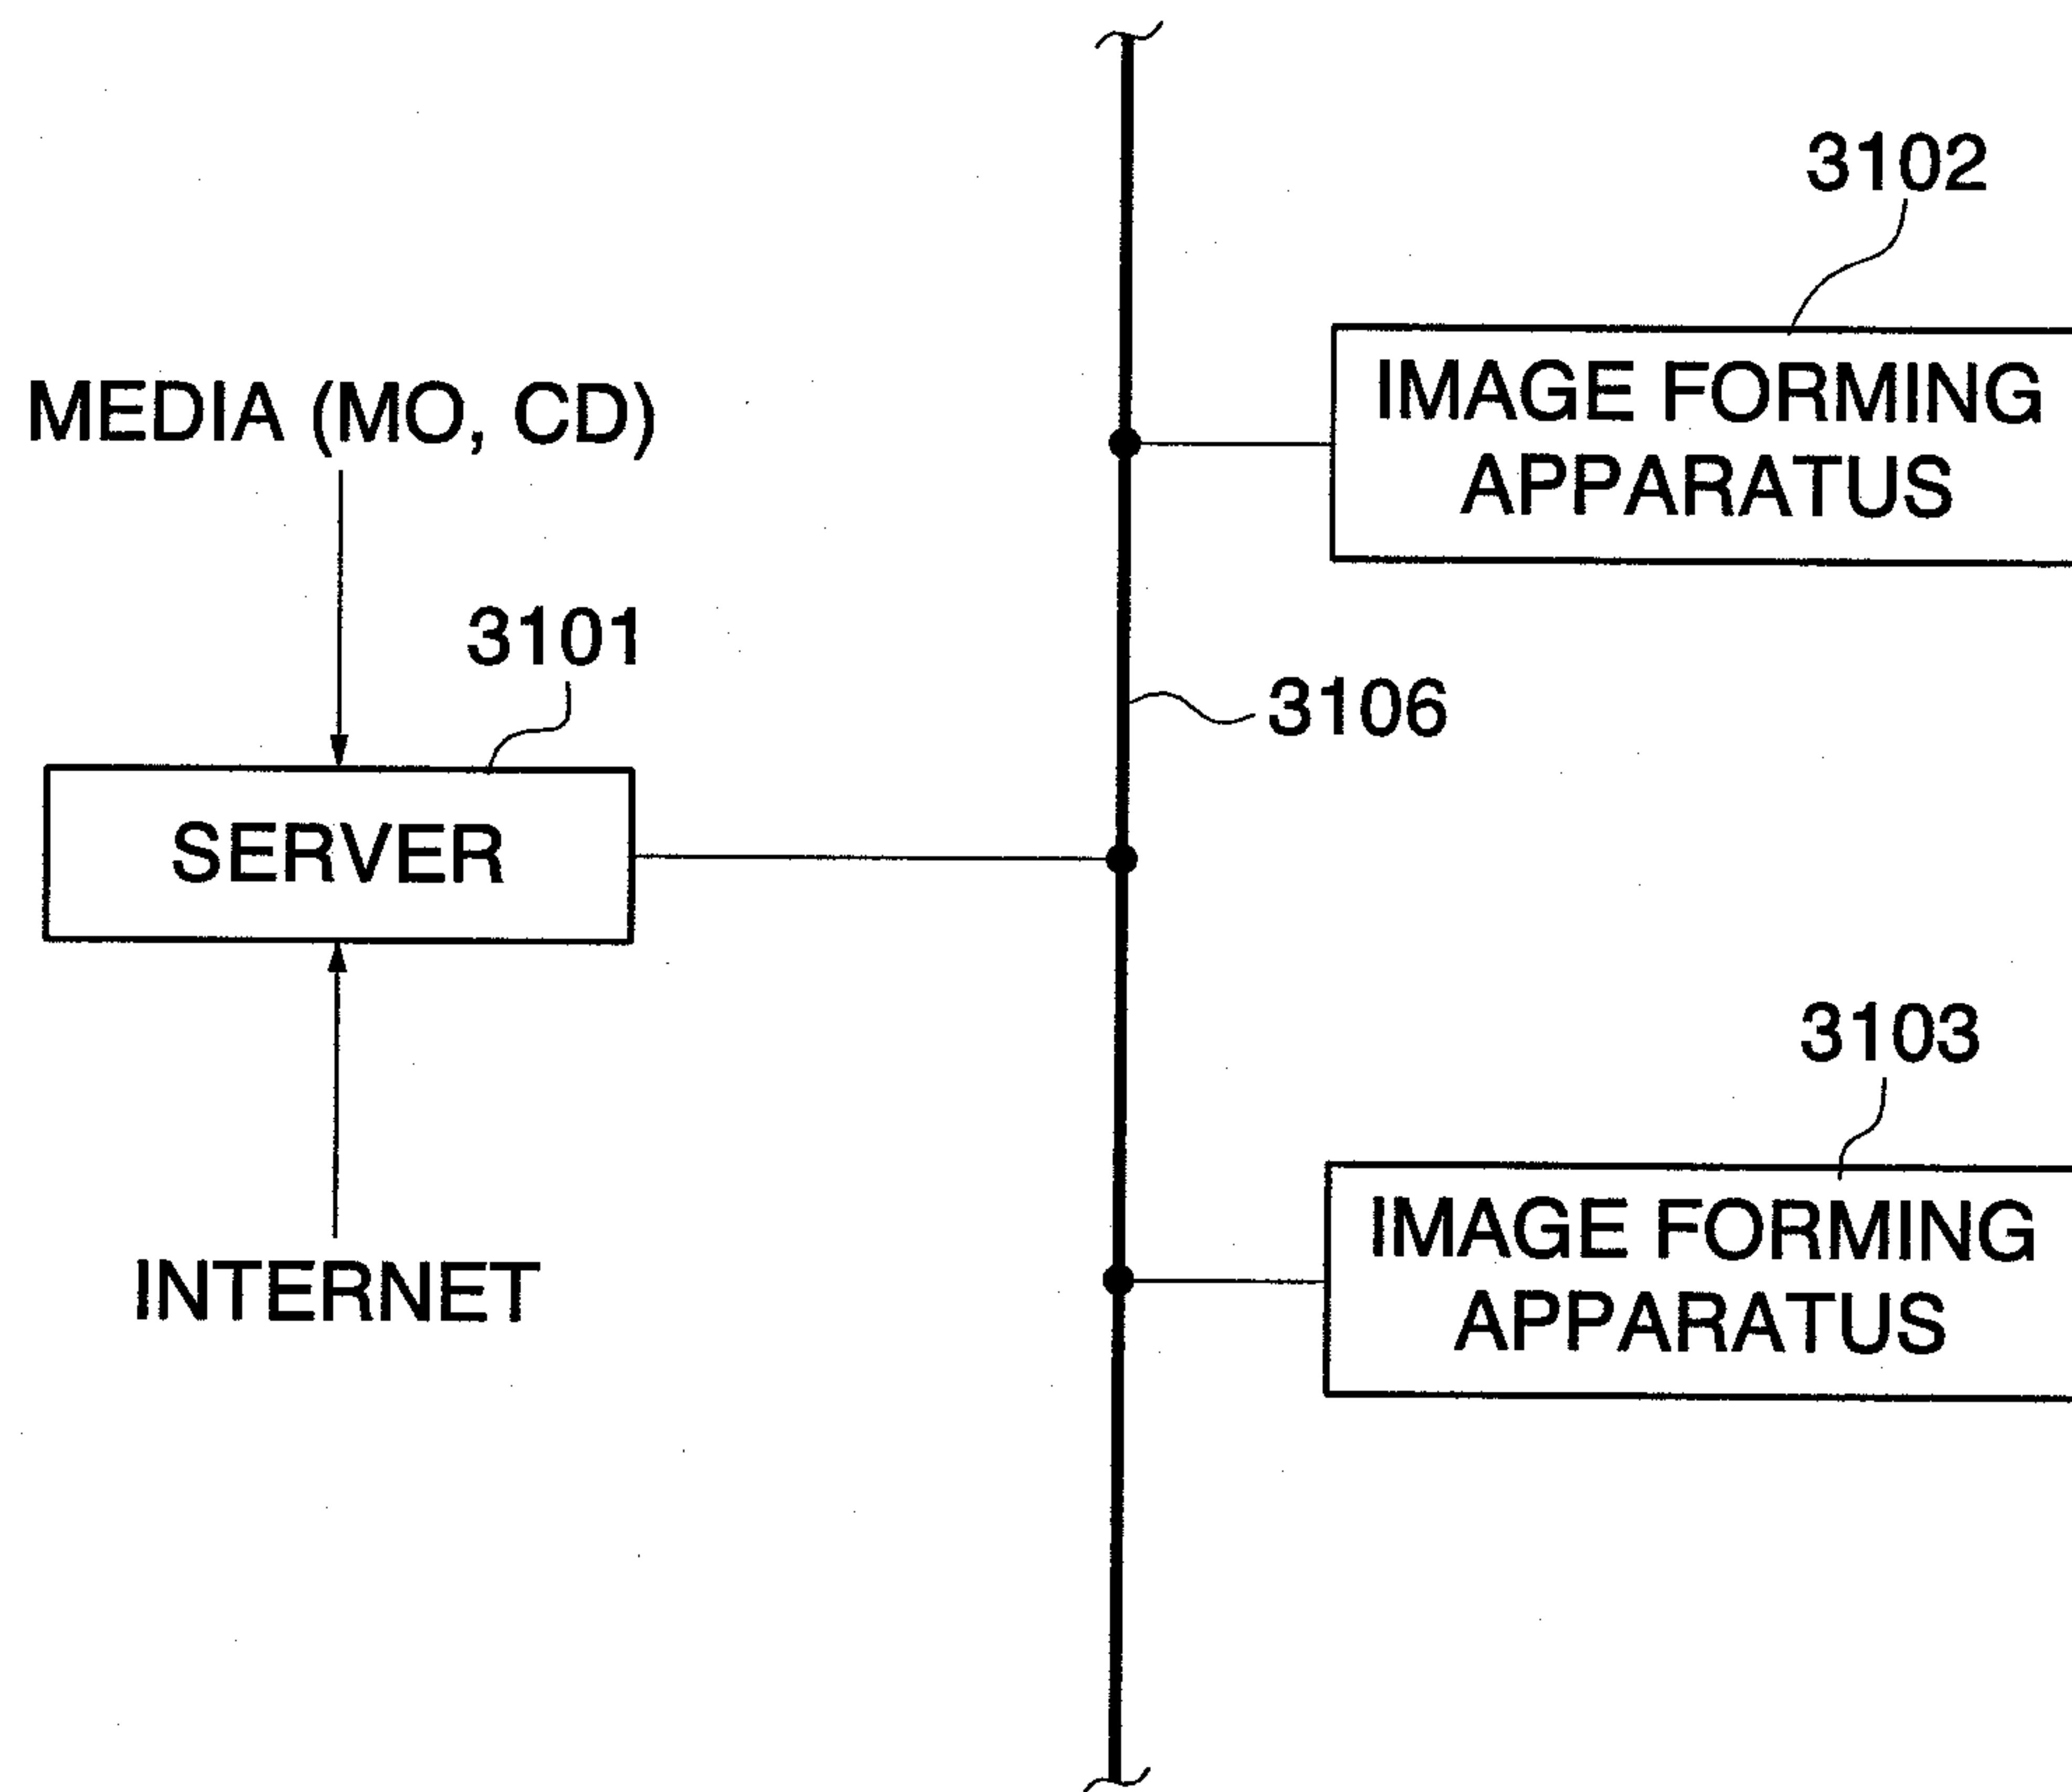 3102
IMAGE FORMING
APPARATUS
MEDIA (MO, CD)
3101
3106
SERVER
3103
IMAGE FORMING
APPARATUS
INTERNET